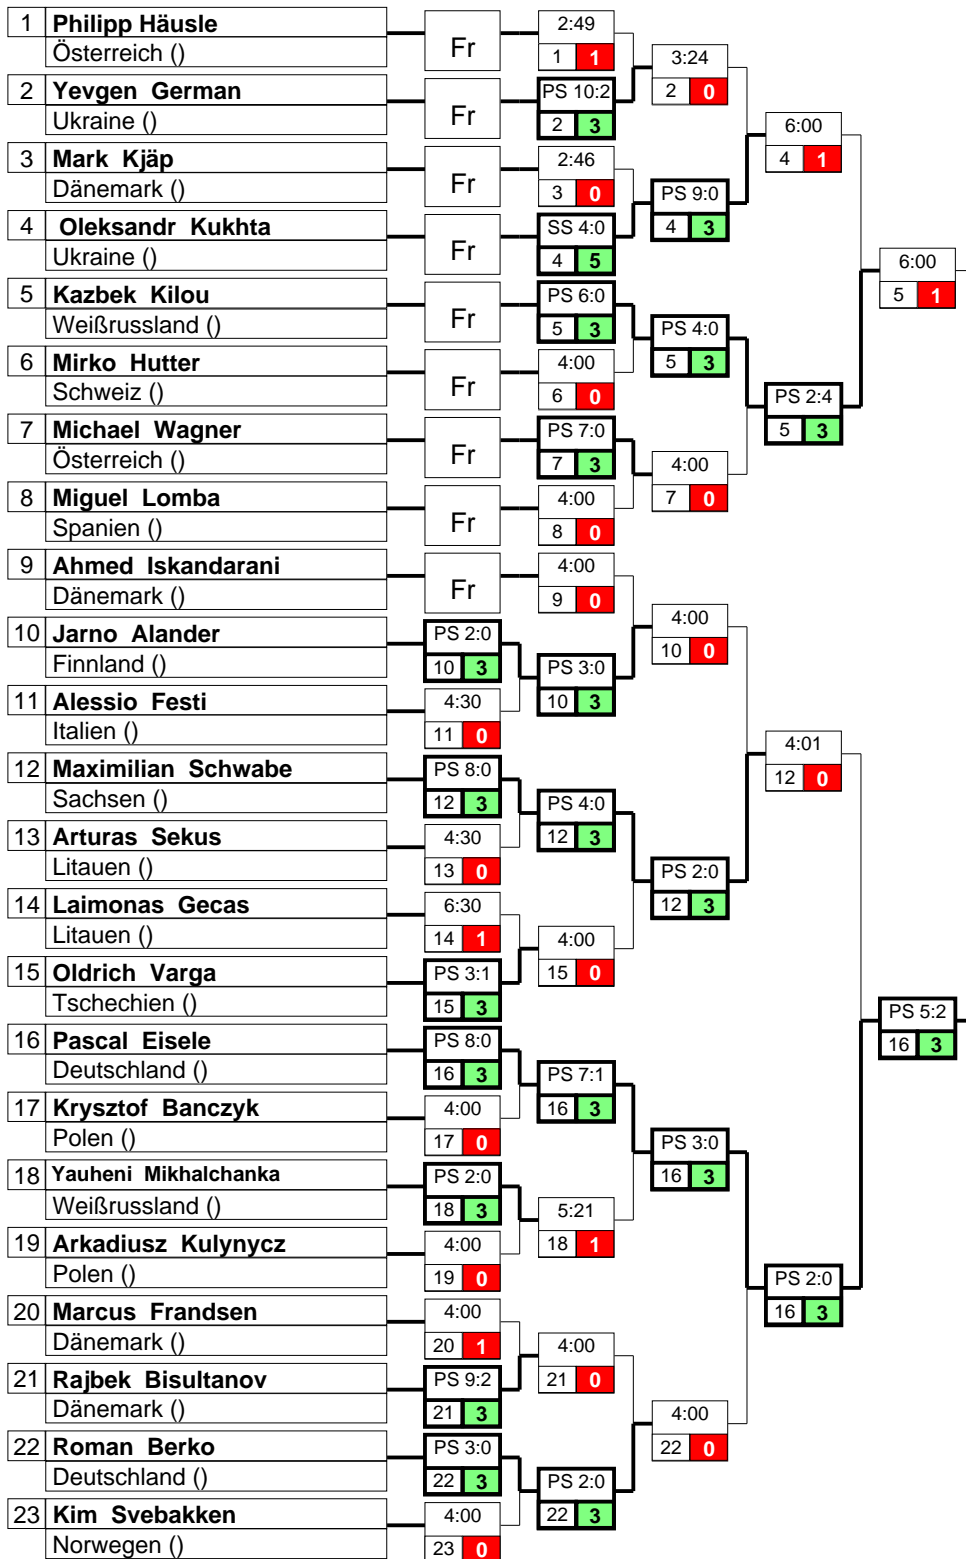 1 Philipp Häusle
Österreich ()
Fr
2:49
1 1
3:24
2 0
2 Yevgen German
Ukraine ()
Fr
PS 10:2
2 3
6:00
4 1
3 Mark Kjäp
Dänemark ()
Fr
2:46
3 0
PS 9:0
4 3
4 Oleksandr Kukhta
Ukraine ()
Fr
SS 4:0
4 5
6:00
5 1
5 Kazbek Kilou
Weißrussland ()
Fr
PS 6:0
5 3
PS 4:0
5 3
6 Mirko Hutter
Schweiz ()
Fr
4:00
6 0
PS 2:4
5 3
7 Michael Wagner
Österreich ()
Fr
PS 7:0
7 3
4:00
7 0
8 Miguel Lomba
Spanien ()
Fr
4:00
8 0
9 Ahmed Iskandarani
Dänemark ()
Fr
4:00
9 0
4:00
10 0
10 Jarno Alander
Finnland ()
PS 2:0
10 3
PS 3:0
10 3
11 Alessio Festi
Italien ()
4:30
11 0
4:01
12 0
12 Maximilian Schwabe
Sachsen ()
PS 8:0
12 3
PS 4:0
12 3
13 Arturas Sekus
Litauen ()
4:30
13 0
PS 2:0
12 3
14 Laimonas Gecas
Litauen ()
6:30
14 1
4:00
15 0
15 Oldrich Varga
Tschechien ()
PS 3:1
15 3
PS 5:2
16 3
16 Pascal Eisele
Deutschland ()
PS 8:0
16 3
PS 7:1
16 3
17 Krysztof Banczyk
Polen ()
4:00
17 0
PS 3:0
16 3
18 Yauheni Mikhalchanka
Weißrussland ()
PS 2:0
18 3
5:21
18 1
19 Arkadiusz Kulynycz
Polen ()
4:00
19 0
PS 2:0
16 3
20 Marcus Frandsen
Dänemark ()
4:00
20 1
4:00
21 0
21 Rajbek Bisultanov
Dänemark ()
PS 9:2
21 3
4:00
22 0
22 Roman Berko
Deutschland ()
PS 3:0
22 3
PS 2:0
22 3
23 Kim Svebakken
Norwegen ()
4:00
23 0